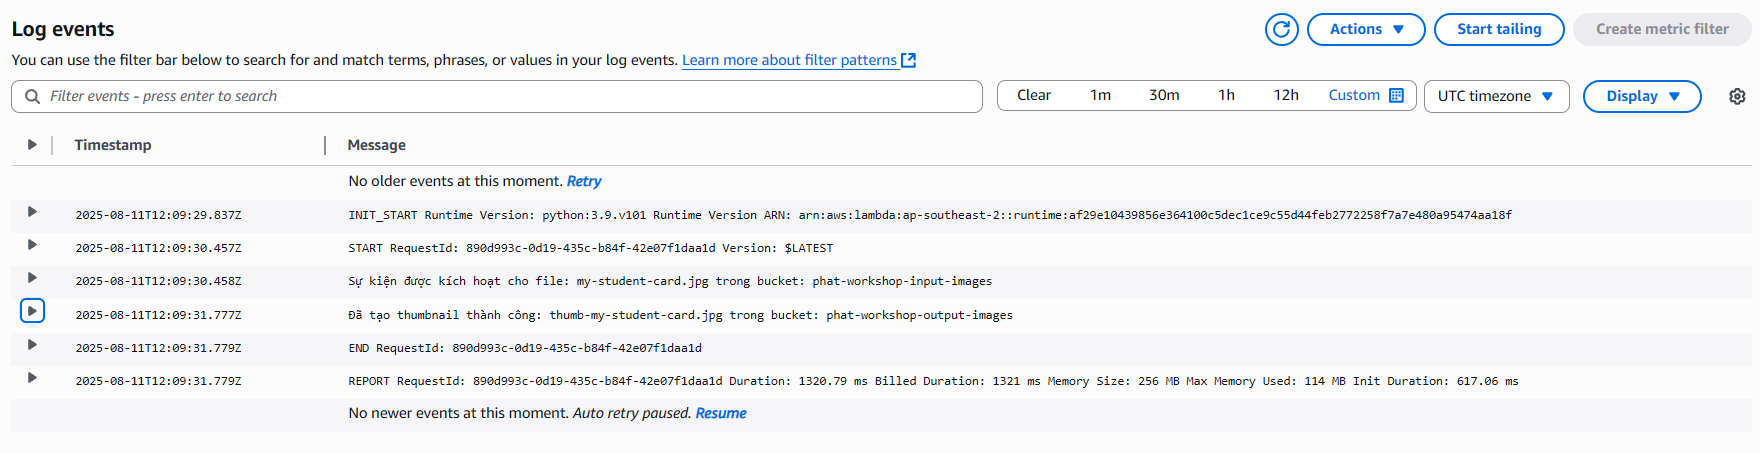 Log events
Actions
Start tailing
Create metric filter
You can use the filter bar below to search for and match terms, phrases, or values in your log events. Learn more about filter patterns
Filter events - press enter to search
Clear 1m 30m 1h 12h Custom
UTC timezone
Display
Timestamp Message
No older events at this moment. Retry
2025-08-11T12:09:29.837Z INIT_START Runtime Version: python:3.9.v101 Runtime Version ARN: arn:aws:lambda:ap-southeast-2::runtime:af29e10439856e364100c5dec1ce9c55d44feb2772258f7a7e480a95474aa18f
2025-08-11T12:09:30.457Z START RequestId: 890d993c-0d19-435c-b84f-42e07f1daa1d Version: $LATEST
2025-08-11T12:09:30.458Z Sự kiện được kích hoạt cho file: my-student-card.jpg trong bucket: phat-workshop-input-images
2025-08-11T12:09:31.777Z Đã tạo thumbnail thành công: thumb-my-student-card.jpg trong bucket: phat-workshop-output-images
2025-08-11T12:09:31.779Z END RequestId: 890d993c-0d19-435c-b84f-42e07f1daa1d
2025-08-11T12:09:31.779Z REPORT RequestId: 890d993c-0d19-435c-b84f-42e07f1daa1d Duration: 1320.79 ms Billed Duration: 1321 ms Memory Size: 256 MB Max Memory Used: 114 MB Init Duration: 617.06 ms
No newer events at this moment. Auto retry paused. Resume